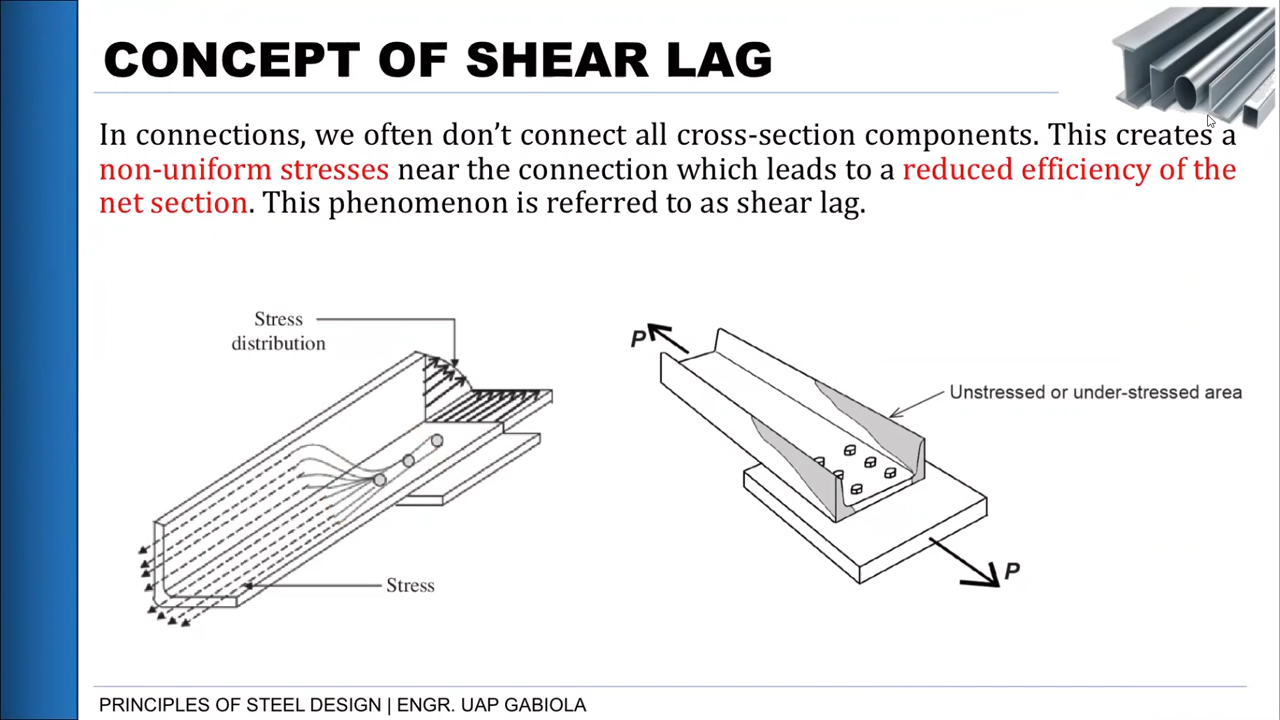 CONCEPT OF SHEAR LAG
In connections, we often don’t connect all cross-section components. This creates a
non-uniform stresses near the connection which leads to a reduced efficiency of the
net section. This phenomenon is referred to as shear lag.
Stress
distribution
P
Unstressed or under-stressed area
Stress
P
PRINCIPLES OF STEEL DESIGN | ENGR. UAP GABIOLA